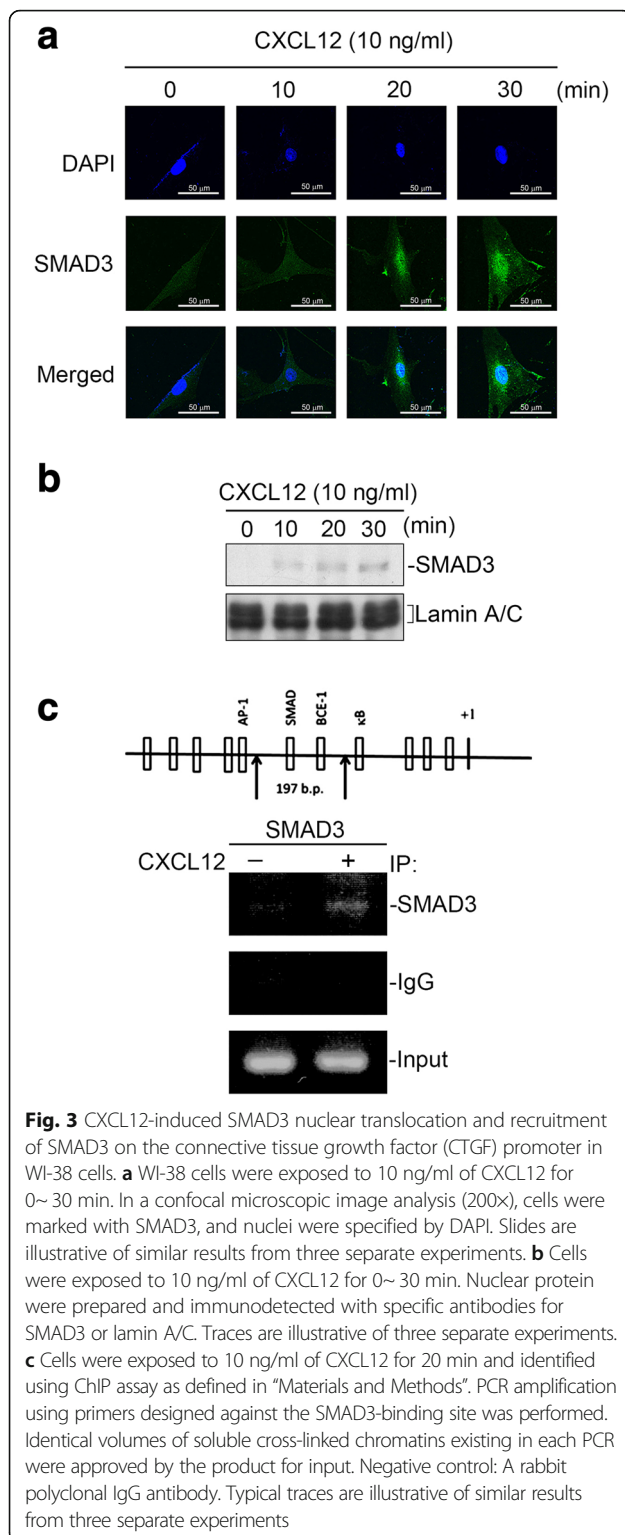 a
CXCL12 (10 ng/ml)
0 10 20 30 (min)
DAPI
50 μm 50 μm 50 μm 50 μm
SMAD3
50 μm 50 μm 50 μm 50 μm
Merged
50 μm 50 μm 50 μm 50 μm
b
CXCL12 (10 ng/ml)
0 10 20 30 (min)
-SMAD3
Lamin A/C
c
AP-1 SMAD BCE-1 κB +1
197 b.p.
SMAD3
CXCL12 − + IP:
-SMAD3
-IgG
-Input
Fig. 3 CXCL12-induced SMAD3 nuclear translocation and recruitment
of SMAD3 on the connective tissue growth factor (CTGF) promoter in
WI-38 cells. a WI-38 cells were exposed to 10 ng/ml of CXCL12 for
0~ 30 min. In a confocal microscopic image analysis (200×), cells were
marked with SMAD3, and nuclei were specified by DAPI. Slides are
illustrative of similar results from three separate experiments. b Cells
were exposed to 10 ng/ml of CXCL12 for 0~ 30 min. Nuclear protein
were prepared and immunodetected with specific antibodies for
SMAD3 or lamin A/C. Traces are illustrative of three separate experiments.
c Cells were exposed to 10 ng/ml of CXCL12 for 20 min and identified
using ChIP assay as defined in “Materials and Methods”. PCR amplification
using primers designed against the SMAD3-binding site was performed.
Identical volumes of soluble cross-linked chromatins existing in each PCR
were approved by the product for input. Negative control: A rabbit
polyclonal IgG antibody. Typical traces are illustrative of similar results
from three separate experiments